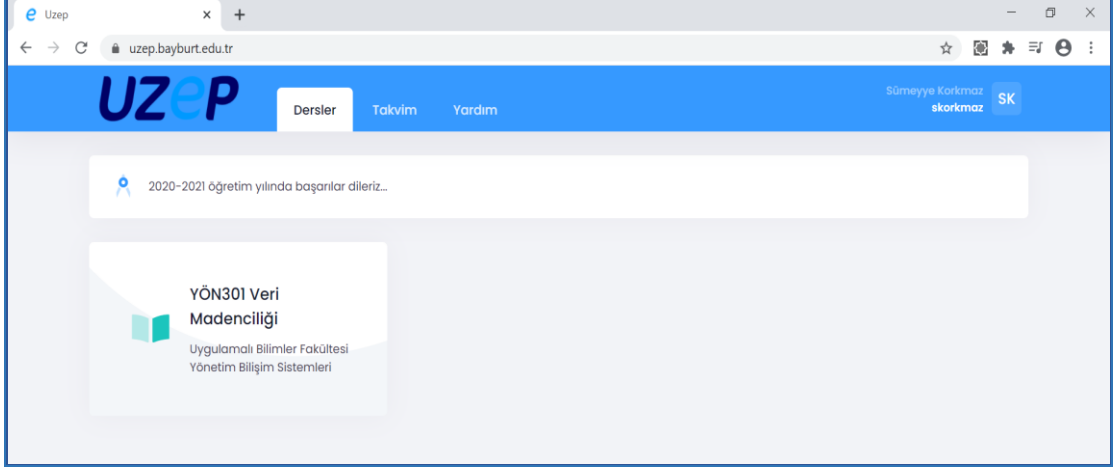 Uzep
uzep.bayburt.edu.tr
UZeP
Dersler
Takvim
Yardım
Sümeyye Korkmaz
skorkmaz
SK
2020-2021 öğretim yılında başarılar dileriz...
YÖN301 Veri
Madenciliği
Uygulamalı Bilimler Fakültesi
Yönetim Bilişim Sistemleri